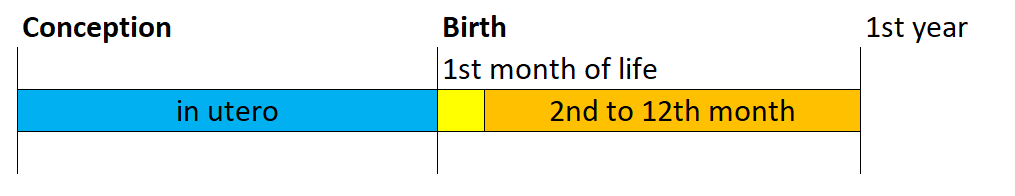 Conception
Birth
1st year
1st month of life
in utero
2nd to 12th month